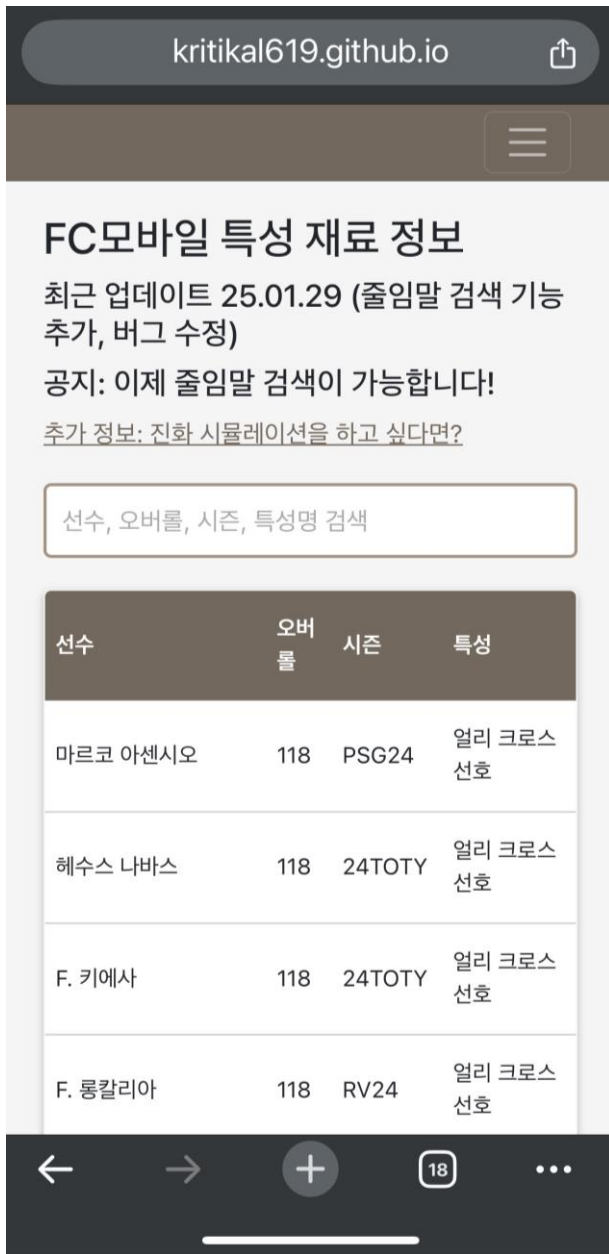 kritikal619.github.io
FC모바일 특성 재료 정보
최근 업데이트 25.01.29 (줄임말 검색 기능
추가, 버그 수정)
공지: 이제 줄임말 검색이 가능합니다!
추가 정보: 진화 시뮬레이션을 하고 싶다면?
선수, 오버롤, 시즌, 특성명 검색
선수 오버 시즌 특성
롤
마르코 아센시오 118 PSG24 얼리 크로스
선호
헤수스 나바스 118 24TOTY 얼리 크로스
선호
F. 키에사 118 24TOTY 얼리 크로스
선호
F. 롱칼리아 118 RV24 얼리 크로스
선호
18